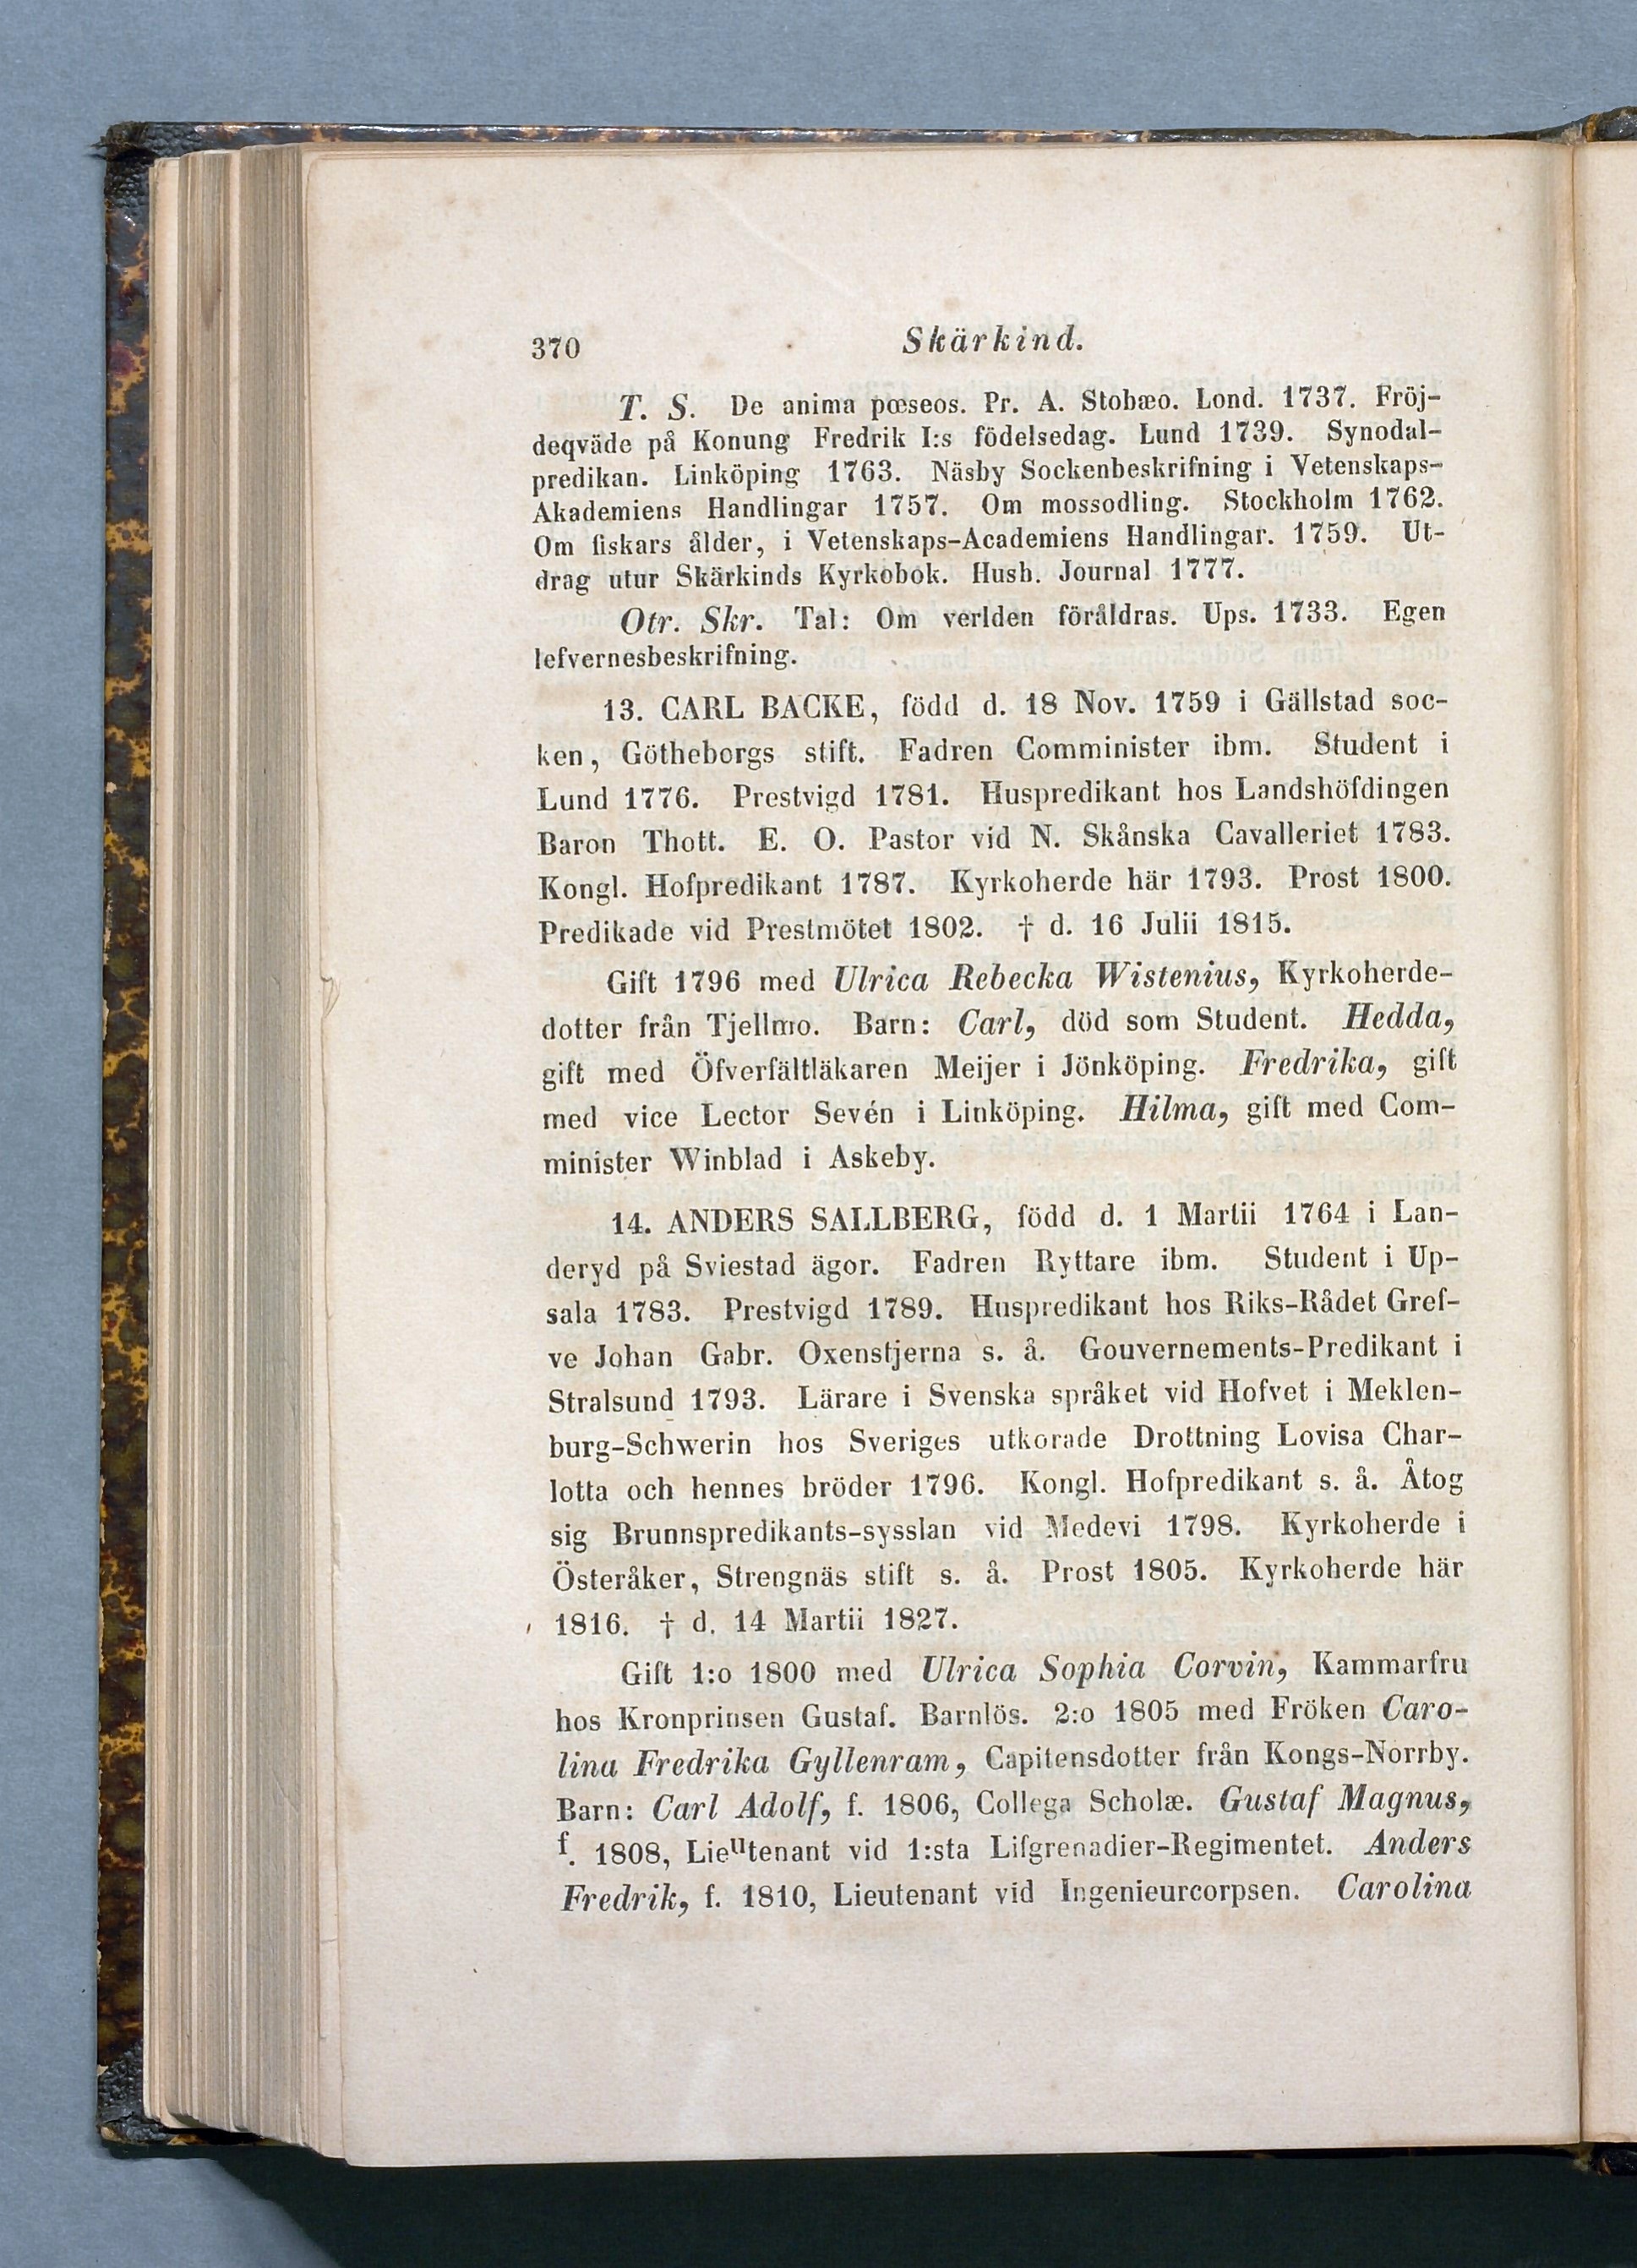 370 Skärkind.
T. S. De anima pœseos. Pr. A. Stobæo. Lond. 1737. Fröj-
deqväde på Konung Fredrik I:s födelsedag. Lund 1739. Synodal-
predikan. Linköping 1763. Näsby Sockenbeskrifning i Vetenskaps-
Akademiens Handlingar 1757. Om mossodling. Stockholm 1762.
Om fiskars ålder, i Vetenskaps-Academiens Handlingar. 1759. Ut-
drag utur Skärkinds Kyrkobok. Hush. Journal 1777.
Otr. Skr. Tal: Om verlden föråldras. Ups. 1733. Egen
lefvernesbeskrifning.
13. CARL BACKE, född d. 18 Nov. 1759 i Gällstad soc-
ken, Götheborgs stift. Fadren Comminister ibm. Student i
Lund 1776. Prestvigd 1781. Huspredikant hos Landshöfdingen
Baron Thott. E. O. Pastor vid N. Skånska Cavalleriet 1783.
Kongl. Hofpredikant 1787. Kyrkoherde här 1793. Prost 1800.
Predikade vid Prestmötet 1802. † d. 16 Julii 1815.
Gift 1796 med Ulrica Rebecka Wistenius, Kyrkoherde-
dotter från Tjellmo. Barn: Carl, död som Student. Hedda,
gift med Öfverfältläkaren Meijer i Jönköping. Fredrika, gift
med vice Lector Sevén i Linköping. Hilma, gift med Com-
minister Winblad i Askeby.
14. ANDERS SALLBERG, född d. 1 Martii 1764 i Lan-
deryd på Sviestad ägor. Fadren Ryttare ibm. Student i Up-
sala 1783. Prestvigd 1789. Huspredikant hos Riks-Rådet Gref-
ve Johan Gabr. Oxenstjerna s. å. Gouvernements-Predikant i
Stralsund 1793. Lärare i Svenska språket vid Hofvet i Meklen-
burg-Schwerin hos Sveriges utkorade Drottning Lovisa Char-
lotta och hennes bröder 1796. Kongl. Hofpredikant s. å. Åtog
sig Brunnspredikants-sysslan vid Medevi 1798. Kyrkoherde i
Österåker, Strengnäs stift s. å. Prost 1805. Kyrkoherde här
1816. † d. 14 Martii 1827.
Gift 1:o 1800 med Ulrica Sophia Corvin, Kammarfru
hos Kronprinsen Gustaf. Barnlös. 2:o 1805 med Fröken Caro-
lina Fredrika Gyllenram, Capitensdotter från Kongs-Norrby.
Barn: Carl Adolf, f. 1806, Collega Scholæ. Gustaf Magnus,
f. 1808, Lieutenant vid 1:sta Lifgrenadier-Regimentet. Anders
Fredrik, f. 1810, Lieutenant vid Ingenieurcorpsen. Carolina